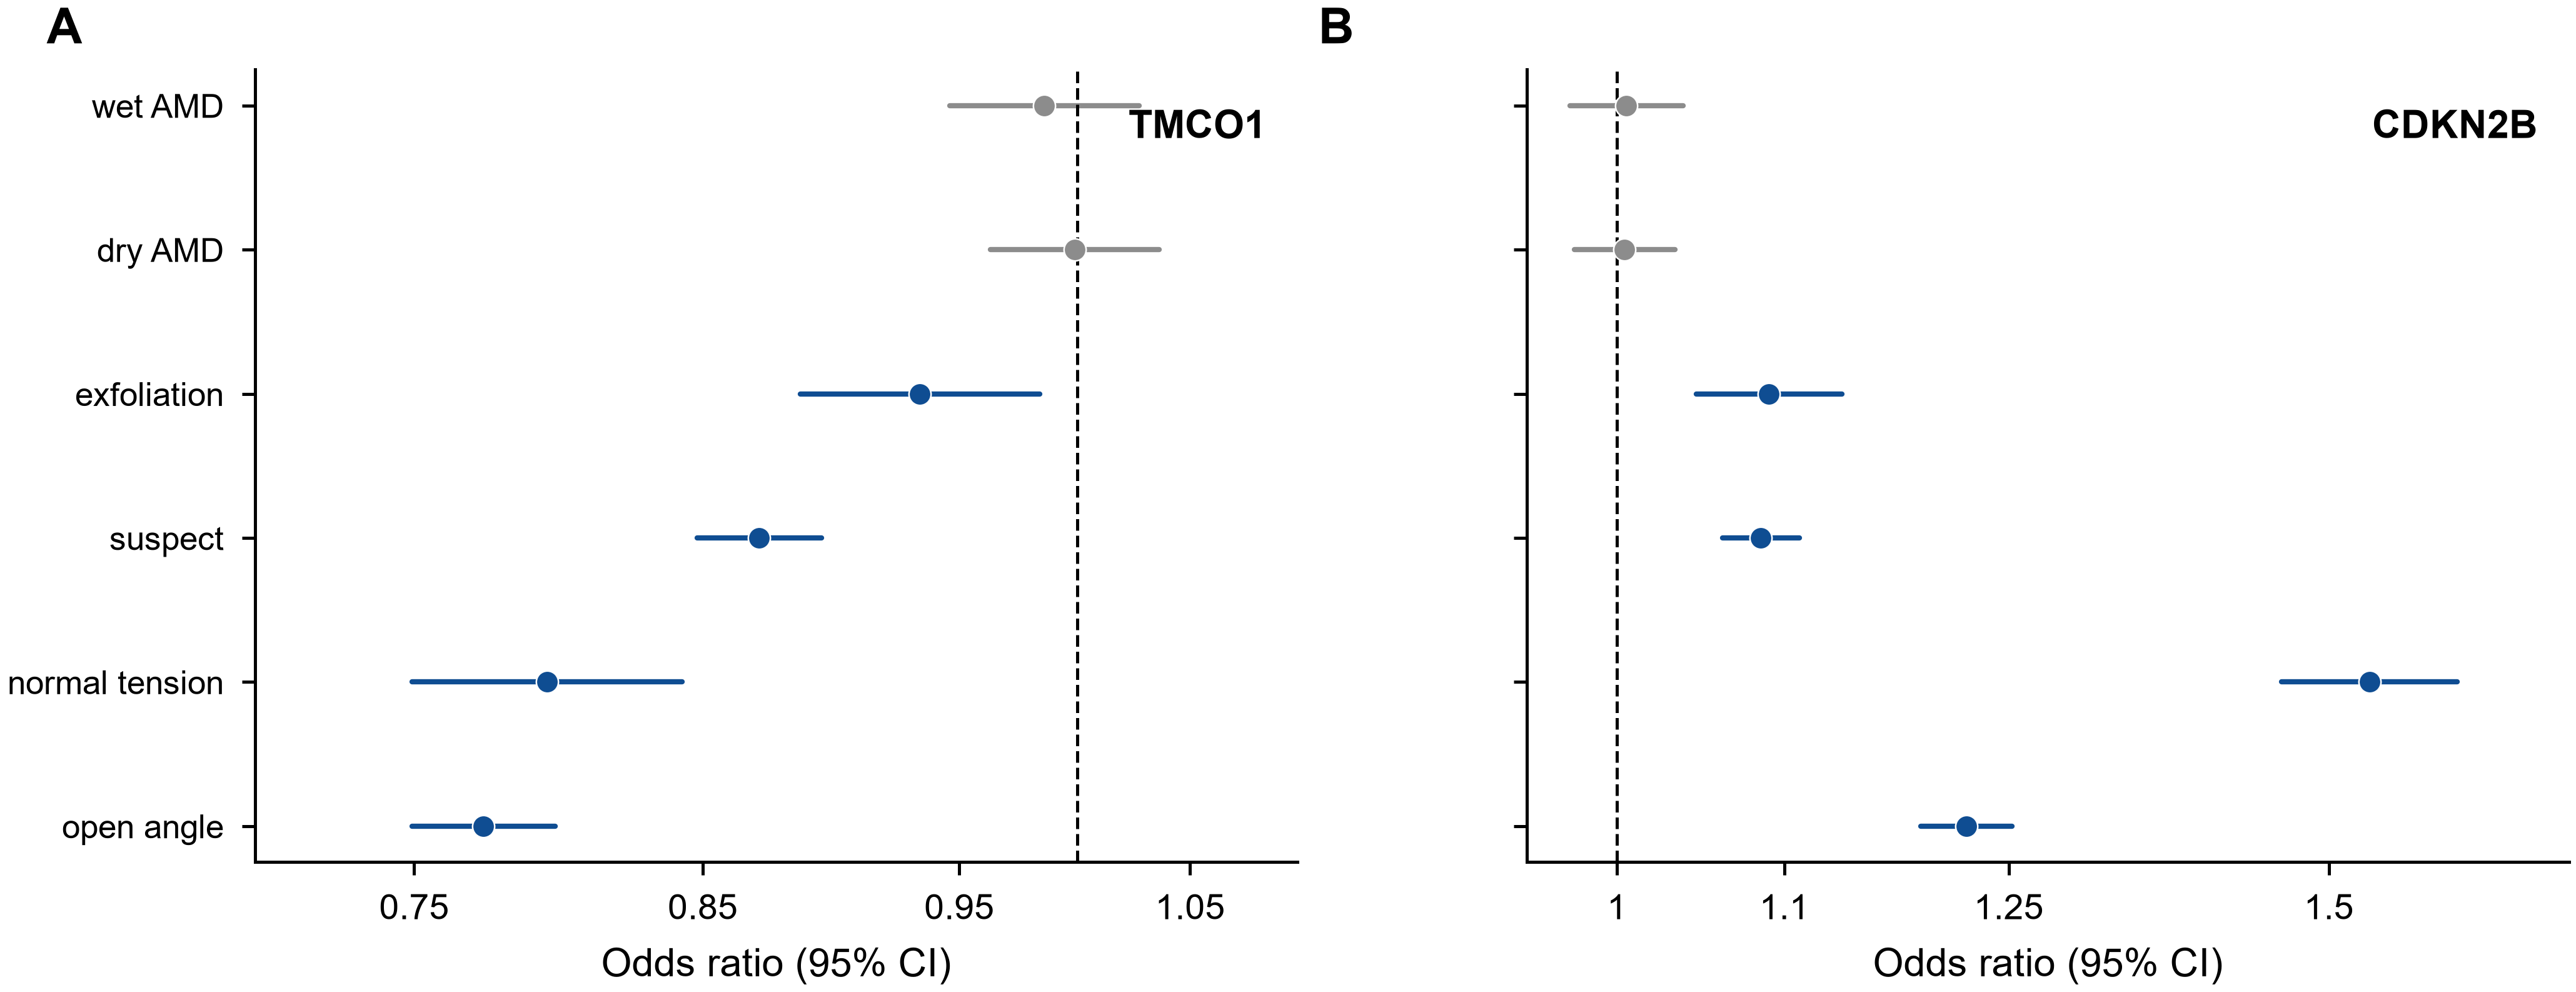 A
B
wet AMD
TMCO1
CDKN2B
dry AMD
exfoliation
suspect
normal tension
open angle
0.75 0.85 0.95 1.05
1 1.1 1.25 1.5
Odds ratio (95% CI)
Odds ratio (95% CI)